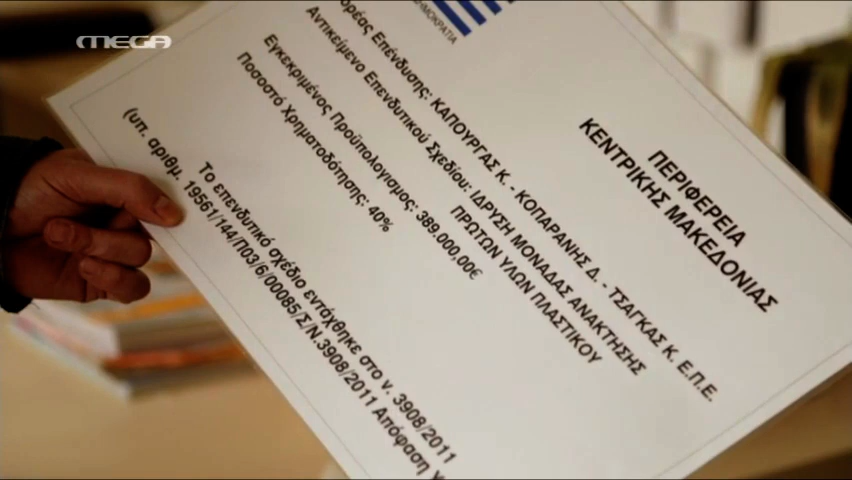 MEGA
ΔΗΜΟΚΡΑΤΙΑ
ΠΕΡΙΦΕΡΕΙΑ
ΚΕΝΤΡΙΚΗΣ ΜΑΚΕΔΟΝΙΑΣ
Επένδυσης: ΚΑΠΟΥΡΓΑΣ Κ. - ΚΟΠΑΡΑΝΗΣ Δ. - ΤΣΑΓΚΑΣ Κ. Ε.Π.Ε.
Αντικείμενο Επενδυτικού Σχεδίου: ΙΔΡΥΣΗ ΜΟΝΑΔΑΣ ΑΝΑΚΤΗΣΗΣ
ΠΡΩΤΩΝ ΥΛΩΝ ΠΛΑΣΤΙΚΟΥ
Εγκεκριμένος Προϋπολογισμος: 389.000,00€
Ποσοστό Χρηματοδότησης: 40%
Το επενδυτικό σχέδιο εντάχθηκε στο ν. 3908/2011
(υπ. αριθμ. 19561/144/Π03/6/00085/Σ/Ν.3908/2011 Απόφαση